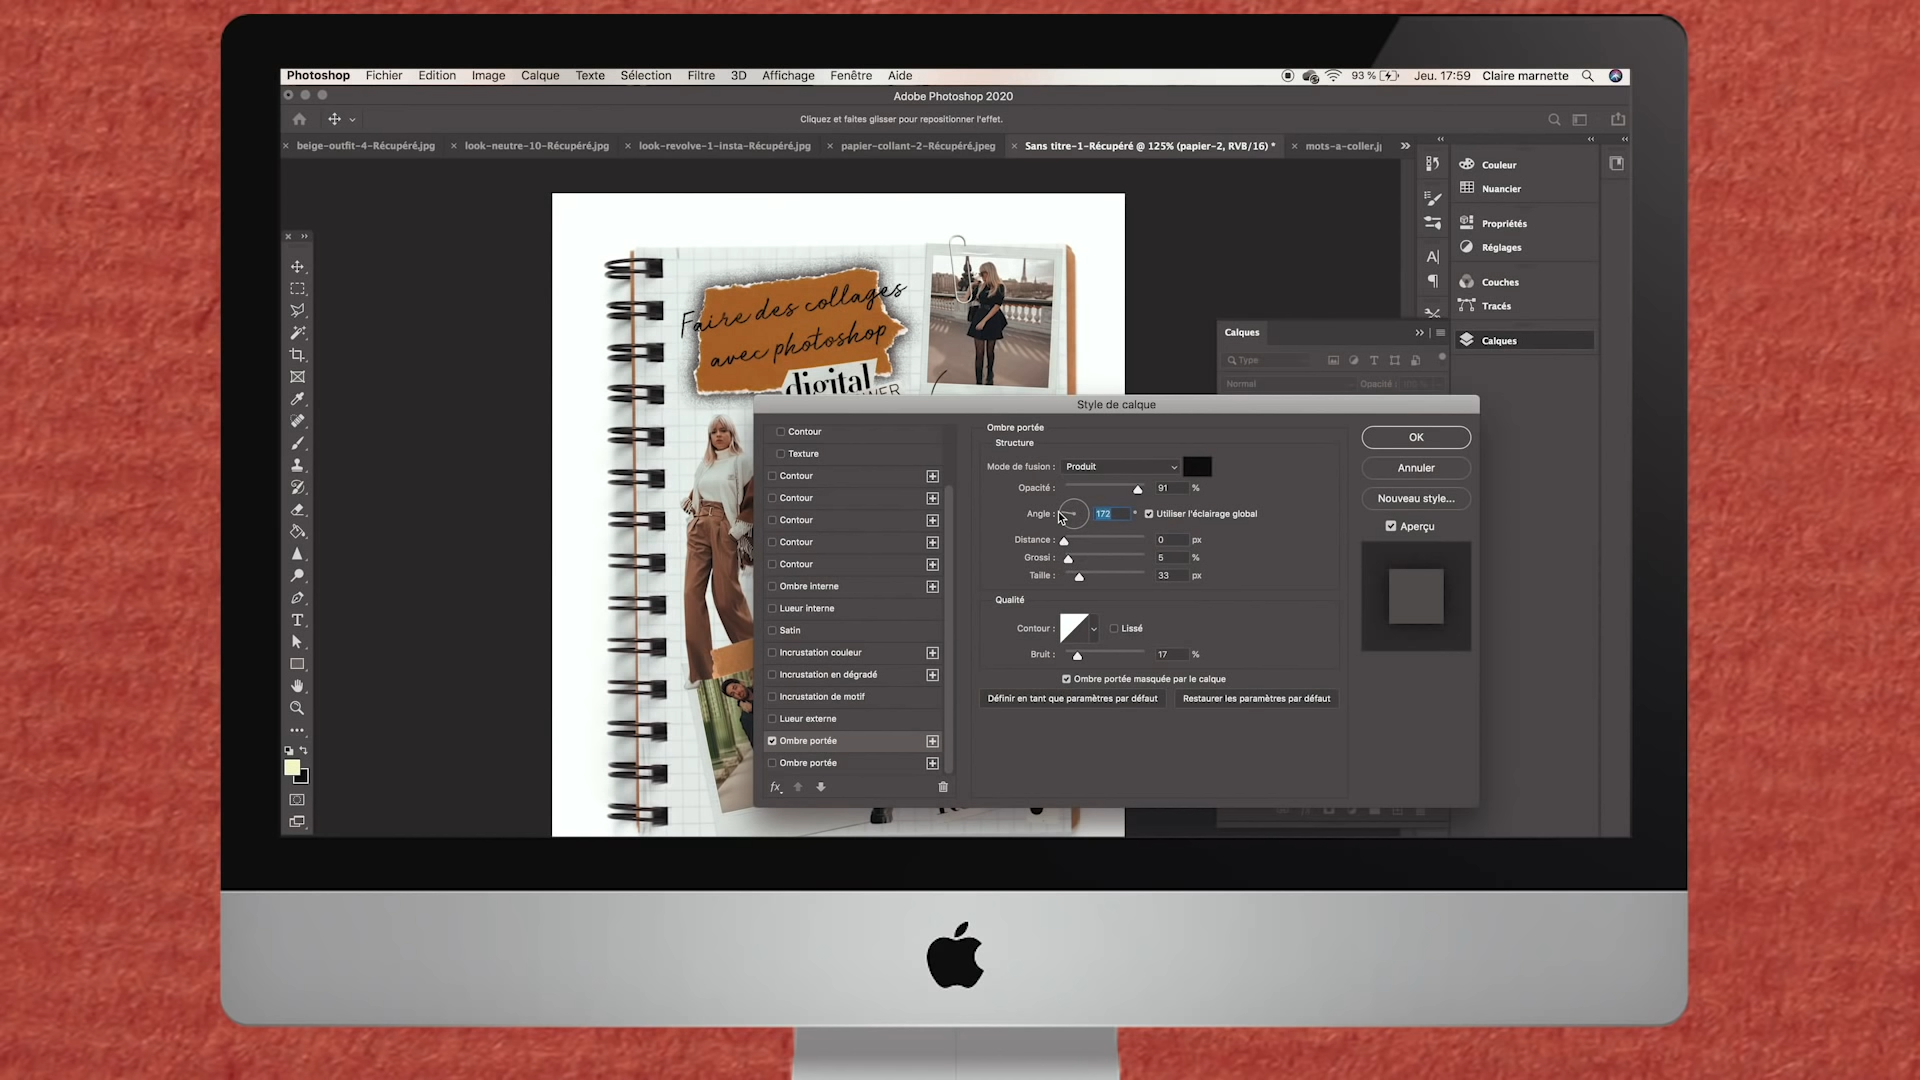 Photoshop Fichier Edition Image Calque Texte Sélection Filtre 3D Affichage Fenêtre Aide
93 % Jeu. 17:59 Claire marnette
Adobe Photoshop 2020
Cliquez et faites glisser pour repositionner l'effet.
beige-outfit-4-Récupéré.jpg
look-neutre-10-Récupéré.jpg
look-revolve-1-insta-Récupéré.jpg
papier-collant-2-Récupéré.jpeg
Sans titre-1-Récupéré @ 125% (papier-2, RVB/16) *
mots-a-coller.j
Couleur
Nuancier
Propriétés
Réglages
Couches
Tracés
Calques
Calques
Type
Normal
Opacité :
Faire des collages
avec photoshop
digital
Style de calque
Contour
Texture
Contour
Contour
Contour
Contour
Contour
Ombre interne
Lueur interne
Satin
Incrustation couleur
Incrustation en dégradé
Incrustation de motif
Lueur externe
Ombre portée
Ombre portée
fx
Ombre portée
Structure
Mode de fusion : Produit
Opacité : 91 %
Angle : 172 ° Utiliser l'éclairage global
Distance : 0 px
Grossi : 5 %
Taille : 33 px
Qualité
Contour : Lissé
Bruit : 17 %
Ombre portée masquée par le calque
Définir en tant que paramètres par défaut
Restaurer les paramètres par défaut
OK
Annuler
Nouveau style...
Aperçu